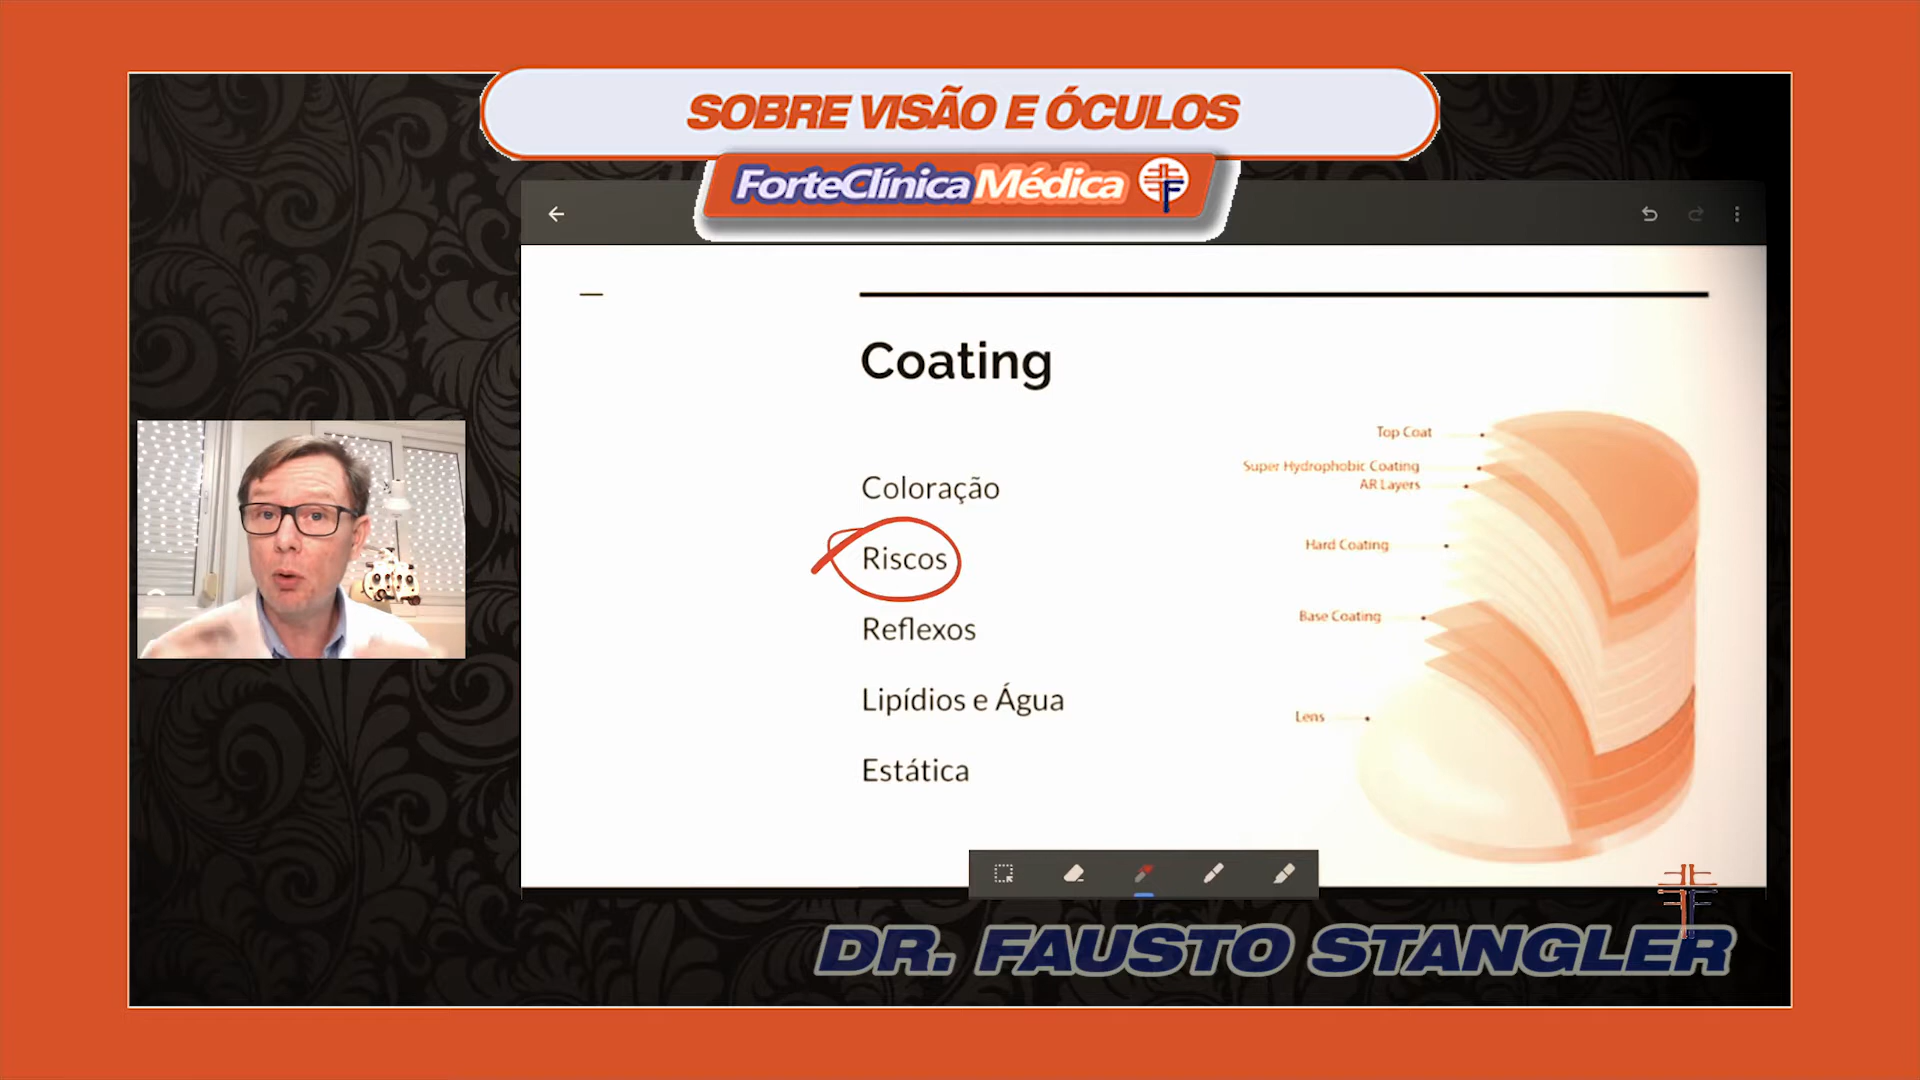 SOBRE VISÃO E ÓCULOS
ForteClínica Médica
Coating
Coloração
Riscos
Reflexos
Lipídios e Água
Estática
Top Coat
Super Hydrophobic Coating
AR Layers
Hard Coating
Base Coating
Lens
DR. FAUSTO STANGLER